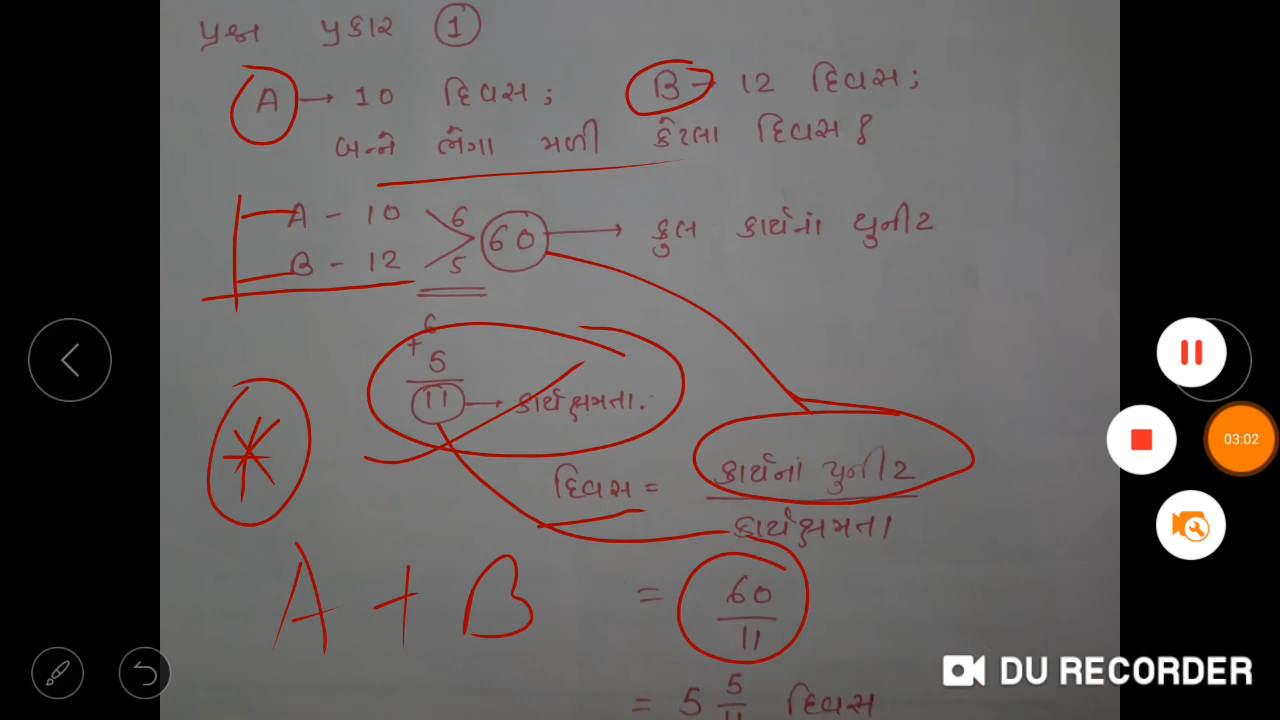 પ્રશ્ન પ્રકાર 1
A → 10 દિવસ; B → 12 દિવસ;
બન્ને ભેગા મળી કેટલા દિવસ ?
A - 10 6
60 → કુલ કાર્યનાં યુનીટ
B - 12 5
6
+ 5
11 → કાર્યક્ષમતા.
*
દિવસ = કાર્યનાં યુનીટ
કાર્યક્ષમતા
A + B
= 60
11
= 5 5/11 દિવસ
03:02
DU RECORDER